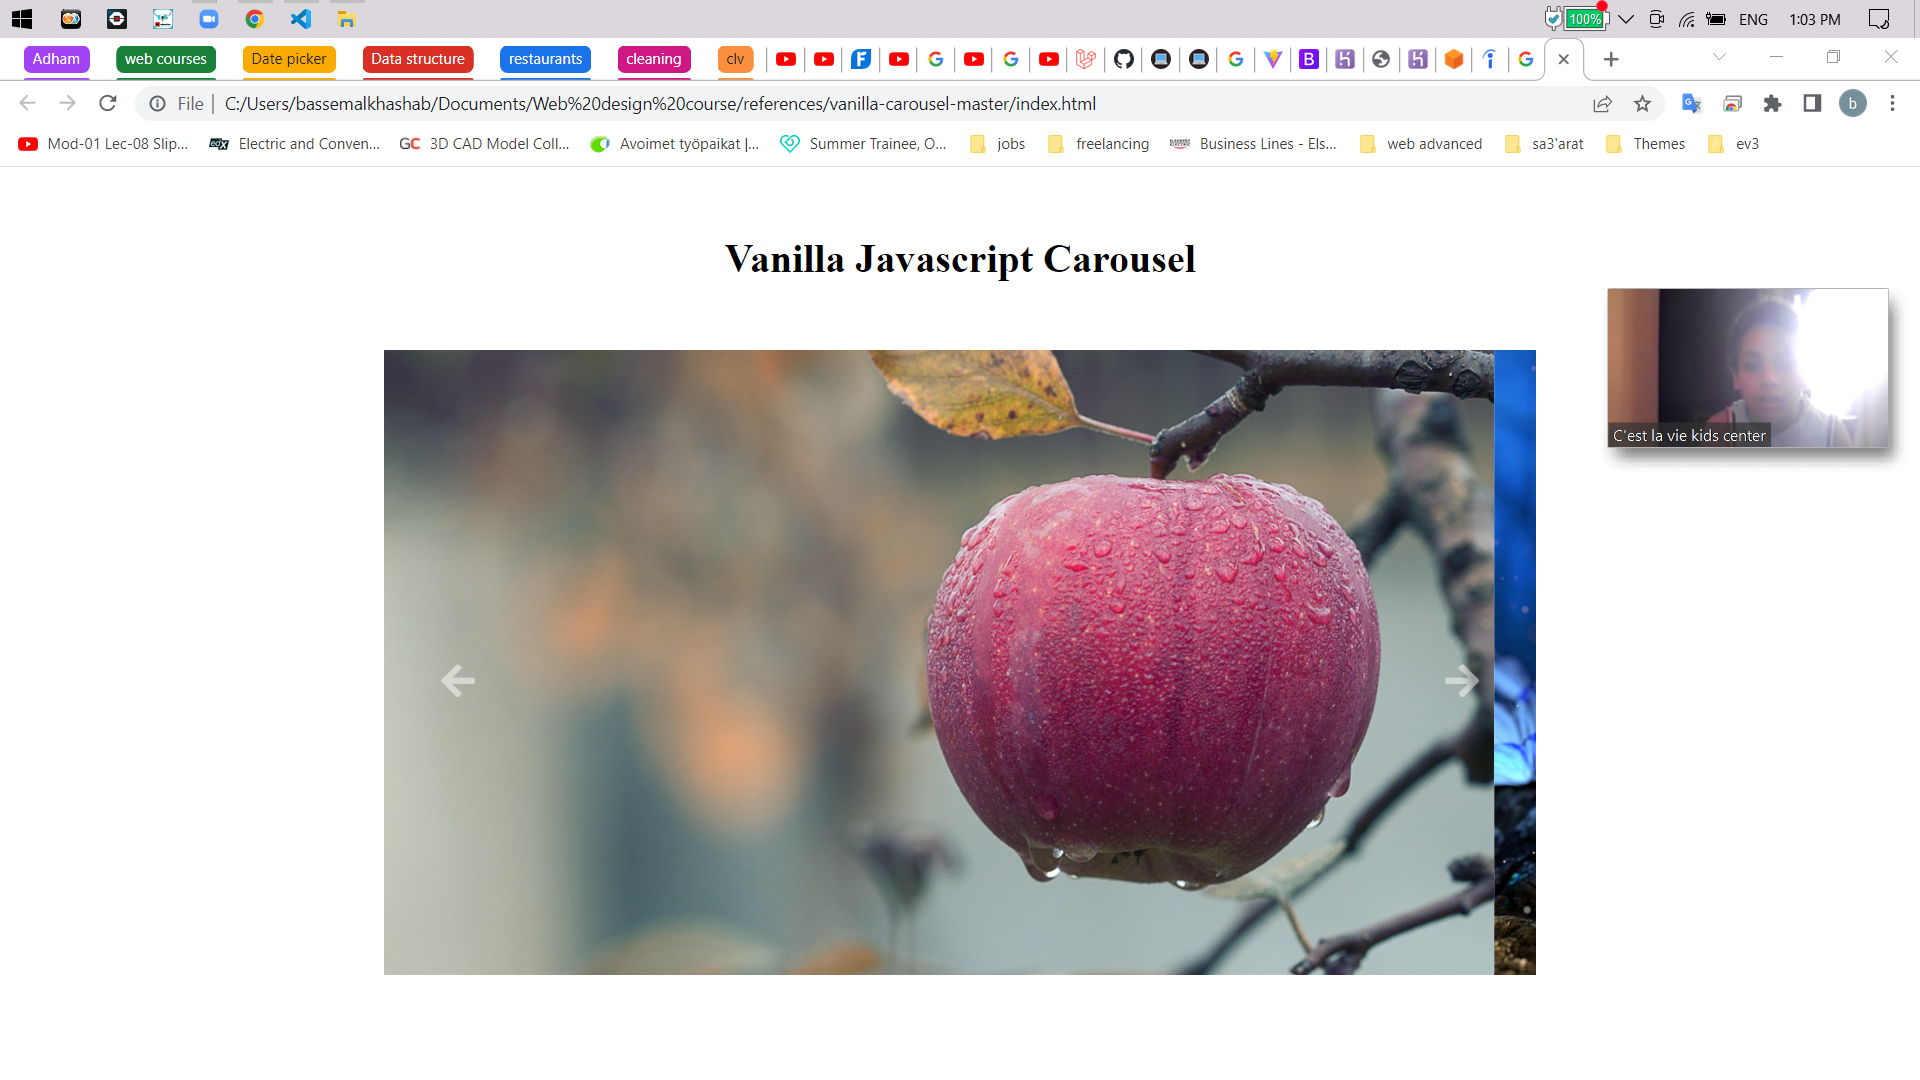 100%
ENG
1:03 PM
Adham
web courses
Date picker
Data structure
restaurants
cleaning
clv
File
C:/Users/bassemalkhashab/Documents/Web%20design%20course/references/vanilla-carousel-master/index.html
b
Mod-01 Lec-08 Slip...
edX
Electric and Conven...
GC
3D CAD Model Coll...
Avoimet työpaikat |...
Summer Trainee, O...
jobs
freelancing
Business Lines - Els...
web advanced
sa3'arat
Themes
ev3
Vanilla Javascript Carousel
C'est la vie kids center